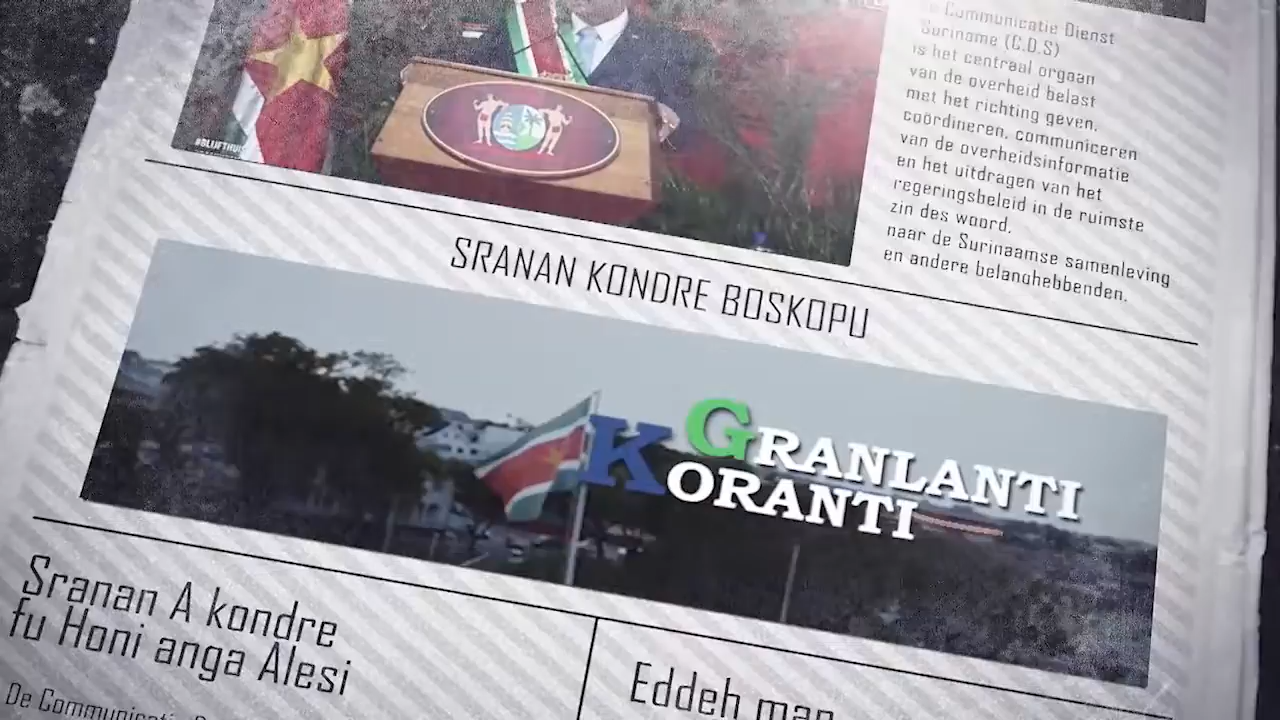 Communicatie Dienst
Suriname (C.D.S)
is het centraal orgaan
van de overheid belast
met het richting geven,
coördineren, communiceren
van de overheidsinformatie
en het uitdragen van het
regeringsbeleid in de ruimste
zin des woord,
naar de Surinaamse samenleving
en andere belanghebbenden.
SRANAN KONDRE BOSKOPU
GRANLANTI
KORANTI
Sranan A kondre
fu Honi anga Alesi
De
Eddeh man